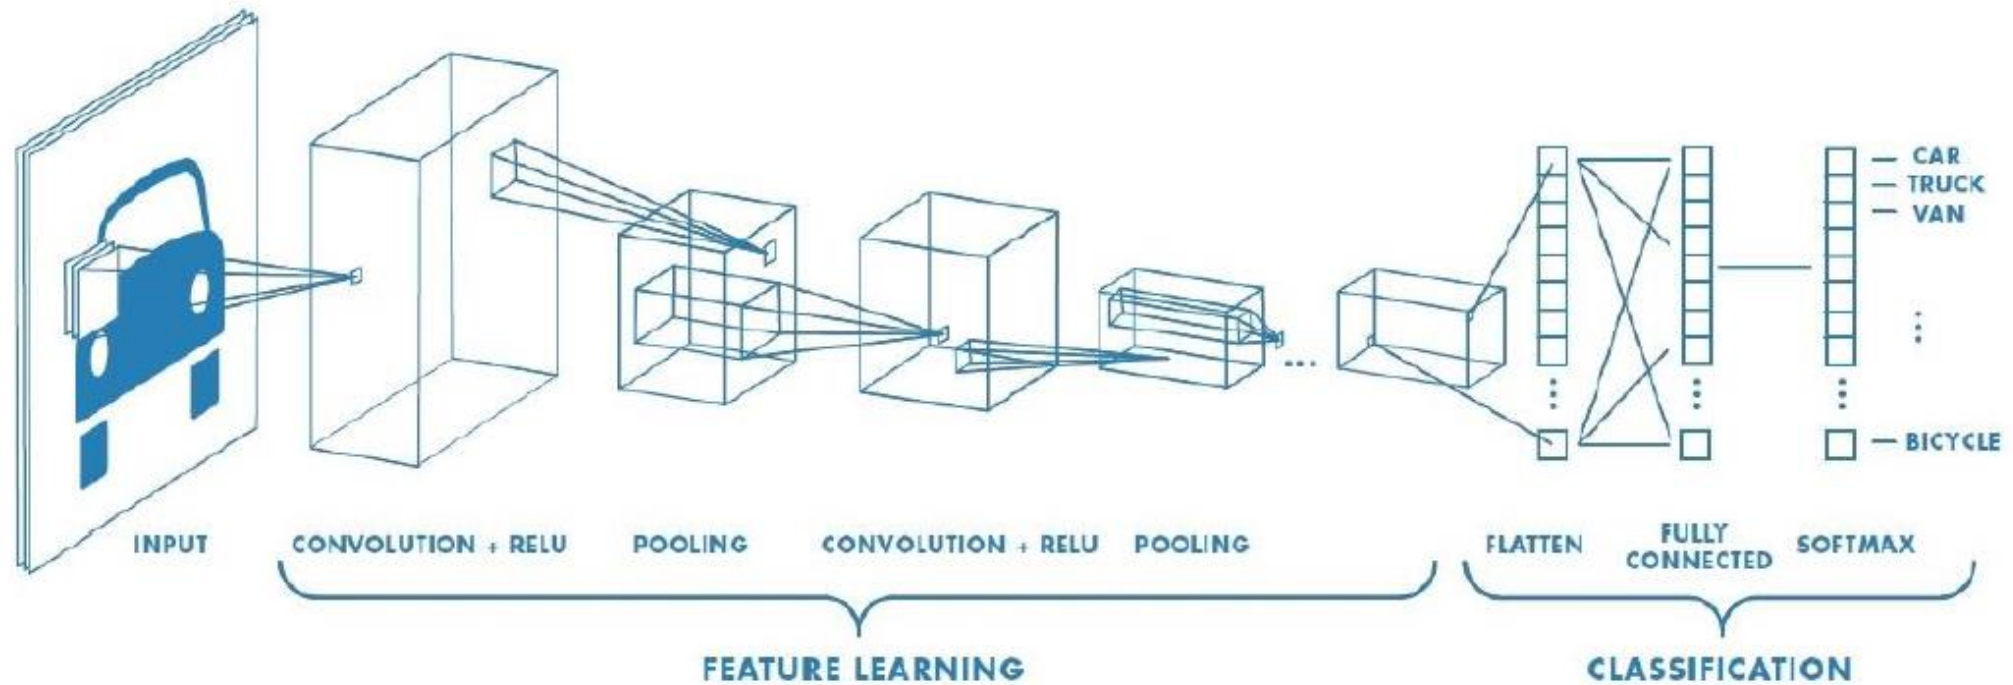 CAR
TRUCK
VAN
BICYCLE
INPUT
CONVOLUTION + RELU
POOLING
CONVOLUTION + RELU
POOLING
FLATTEN
FULLY
CONNECTED
SOFTMAX
FEATURE LEARNING
CLASSIFICATION